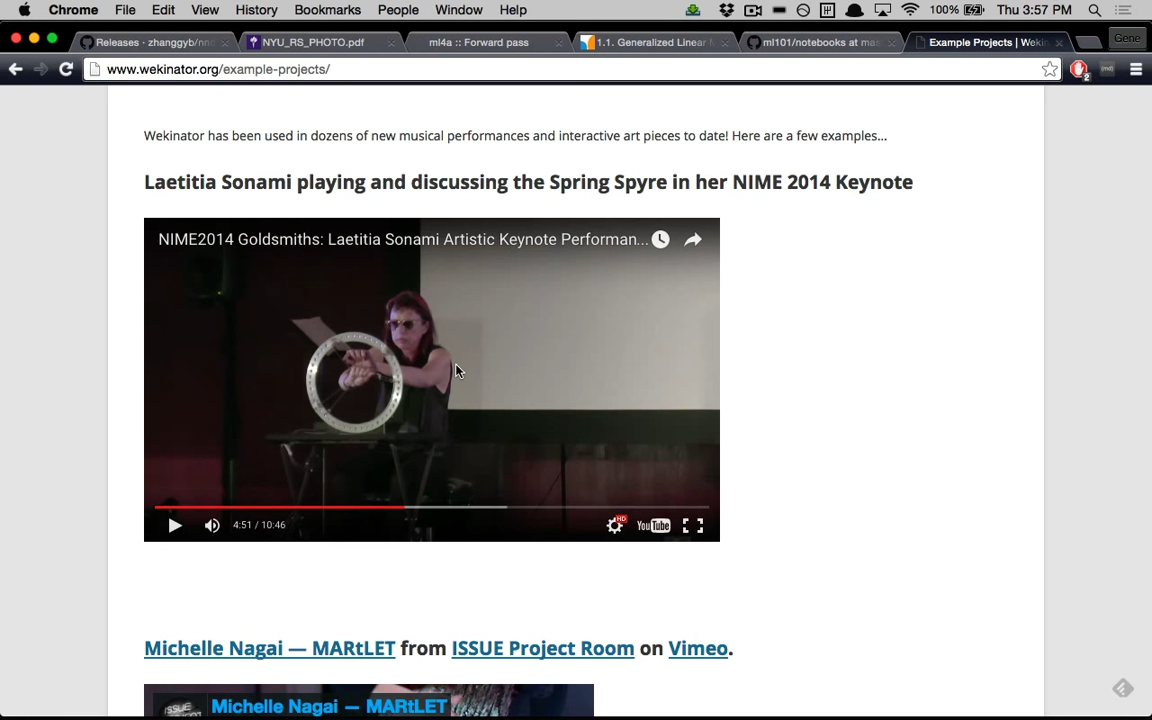 Chrome File Edit View History Bookmarks People Window Help 100% Thu 3:57 PM
Releases · zhanggyb/nn NYU_RS_PHOTO.pdf ml4a :: Forward pass 1.1. Generalized Linear M ml101/notebooks at mas Example Projects | Wekin Gene
www.wekinator.org/example-projects/
Wekinator has been used in dozens of new musical performances and interactive art pieces to date! Here are a few examples...
Laetitia Sonami playing and discussing the Spring Spyre in her NIME 2014 Keynote
NIME2014 Goldsmiths: Laetitia Sonami Artistic Keynote Performan...
4:51 / 10:46 HD YouTube
Michelle Nagai — MARtLET from ISSUE Project Room on Vimeo.
ISSUE Michelle Nagai — MARtLET